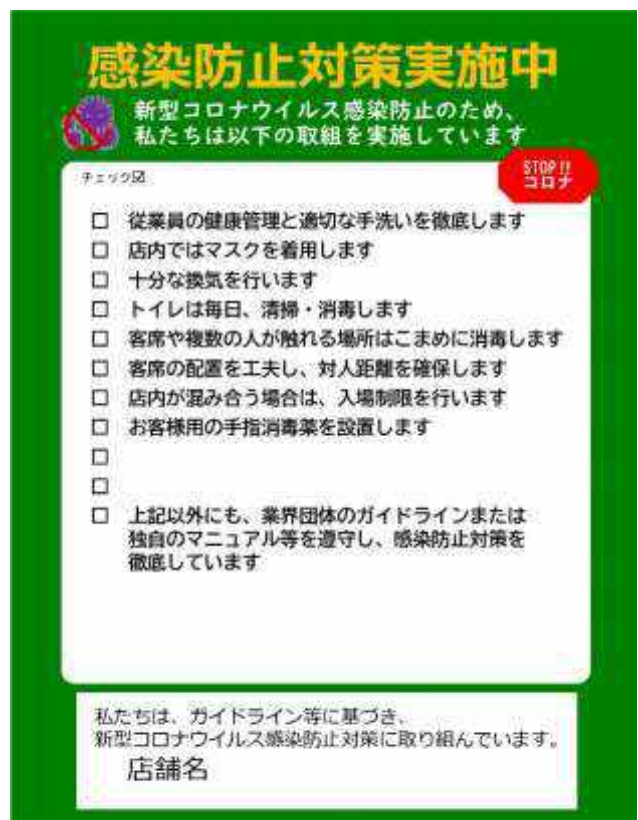 感染防止対策実施中
新型コロナウイルス感染防止のため、
私たちは以下の取組を実施しています
STOP!!
コロナ
チェック☑
□ 従業員の健康管理と適切な手洗いを徹底します
□ 店内ではマスクを着用します
□ 十分な換気を行います
□ トイレは毎日、清掃・消毒します
□ 客席や複数の人が触れる場所はこまめに消毒します
□ 客席の配置を工夫し、対人距離を確保します
□ 店内が混み合う場合は、入場制限を行います
□ お客様用の手指消毒薬を設置します
□
□
□ 上記以外にも、業界団体のガイドラインまたは
独自のマニュアル等を遵守し、感染防止対策を
徹底しています
私たちは、ガイドライン等に基づき、
新型コロナウイルス感染防止対策に取り組んでいます。
店舗名